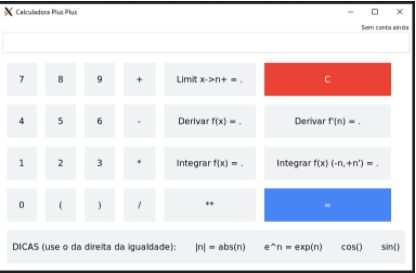 Calculadora Plus Plus
Sem conta ainda
7 8 9 + Limit x->n+ = . C
4 5 6 - Derivar f(x) = . Derivar f'(n) = .
1 2 3 * Integrar f(x) = . Integrar f(x) (-n,+n') = .
0 ( ) / ** =
DICAS (use o da direita da igualdade): |n| = abs(n) e^n = exp(n) cos() sin()